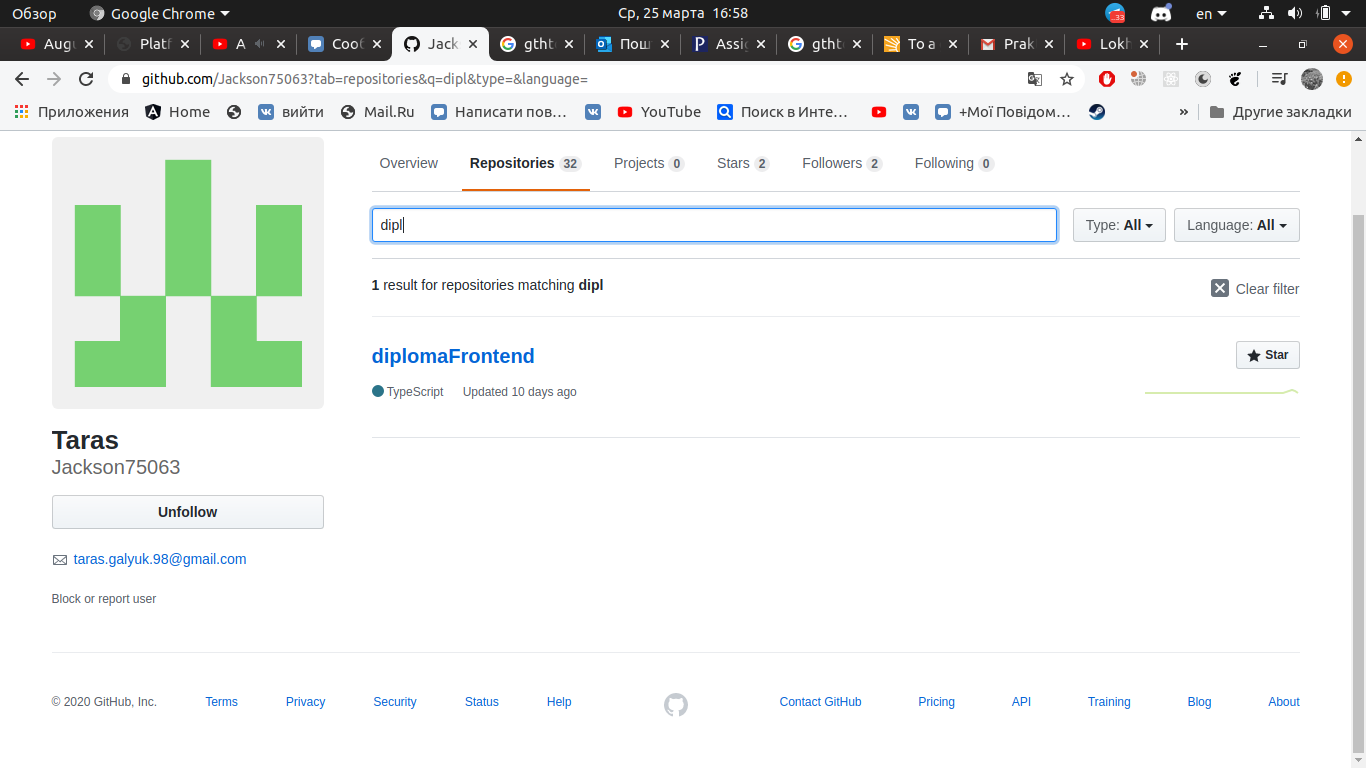 Обзор
Google Chrome
Ср, 25 марта 16:58
33
en
Augu
Platf
A
Сооб
Jack
gthte
Пош
Assig
gthte
To a
Prak
Lokh
github.com/Jackson75063?tab=repositories&q=dipl&type=&language=
Приложения
Home
вийти
Mail.Ru
Написати пов…
YouTube
Поиск в Инте…
+Мої Повідом…
»
Другие закладки
Overview
Repositories 32
Projects 0
Stars 2
Followers 2
Following 0
dipl
Type: All
Language: All
1 result for repositories matching dipl
Clear filter
diplomaFrontend
Star
TypeScript
Updated 10 days ago
Taras
Jackson75063
Unfollow
taras.galyuk.98@gmail.com
Block or report user
© 2020 GitHub, Inc.
Terms
Privacy
Security
Status
Help
Contact GitHub
Pricing
API
Training
Blog
About